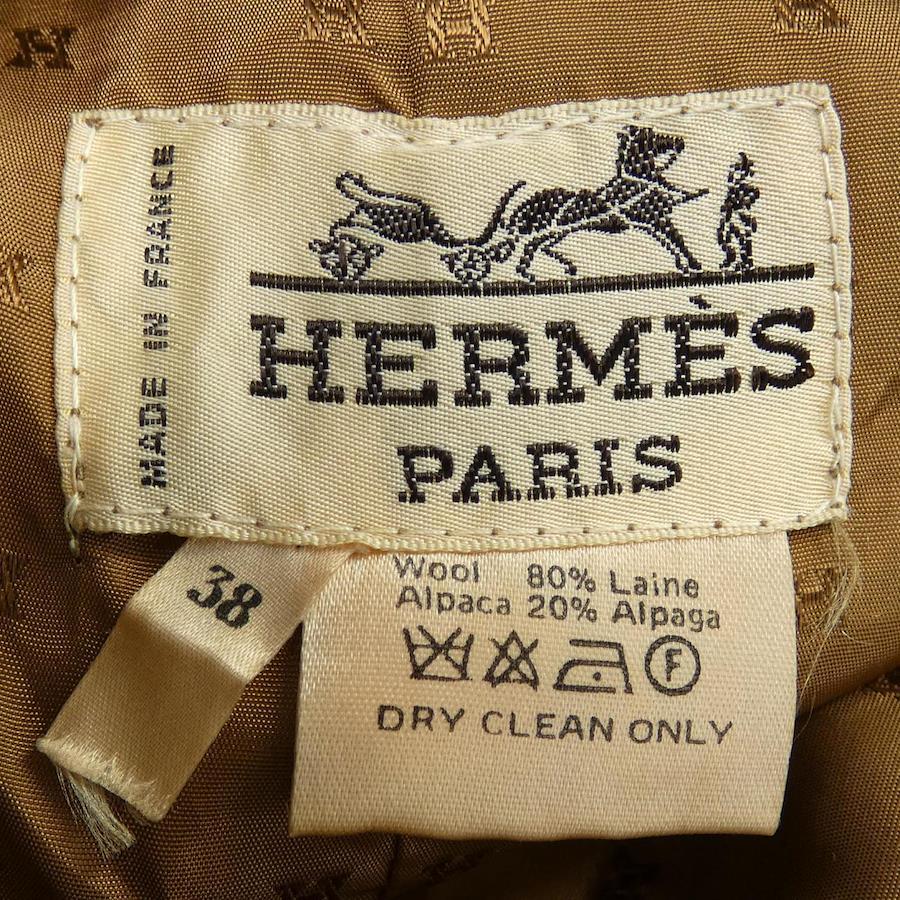 MADE IN FRANCE
HERMÈS
PARIS
38
Wool 80% Laine
Alpaca 20% Alpaga
F
DRY CLEAN ONLY